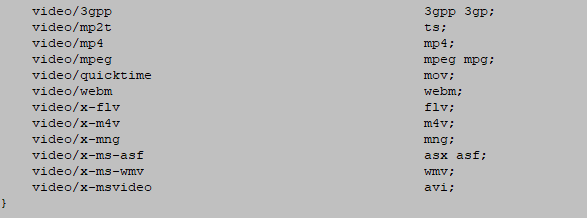 video/3gpp 3gpp 3gp;
video/mp2t ts;
video/mp4 mp4;
video/mpeg mpeg mpg;
video/quicktime mov;
video/webm webm;
video/x-flv flv;
video/x-m4v m4v;
video/x-mng mng;
video/x-ms-asf asx asf;
video/x-ms-wmv wmv;
video/x-msvideo avi;
}